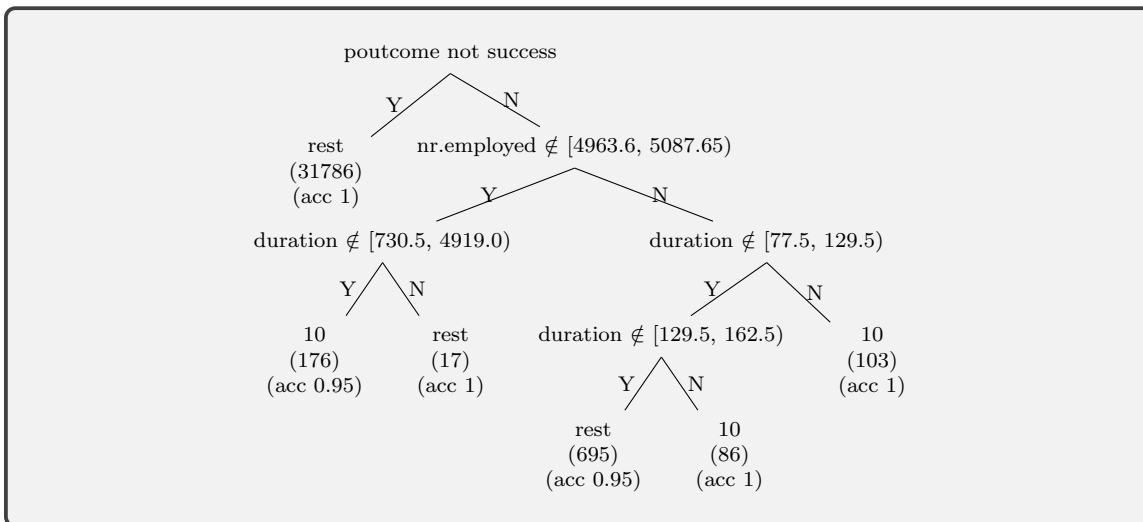 poutcome not success
Y
N
rest
(31786)
(acc 1)
nr.employed ∉ [4963.6, 5087.65)
Y
N
duration ∉ [730.5, 4919.0)
duration ∉ [77.5, 129.5)
Y
N
Y
N
10
(176)
(acc 0.95)
rest
(17)
(acc 1)
duration ∉ [129.5, 162.5)
10
(103)
(acc 1)
Y
N
rest
(695)
(acc 0.95)
10
(86)
(acc 1)